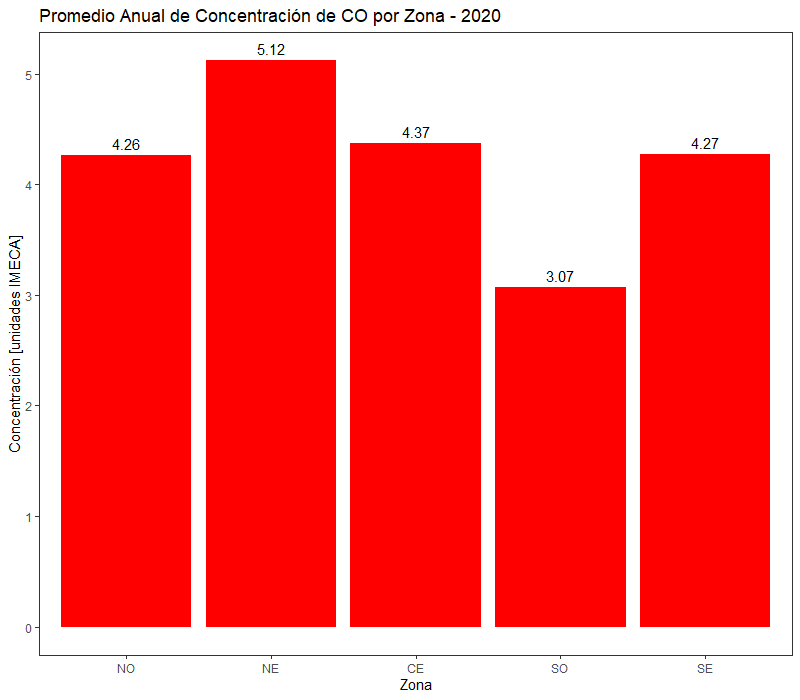 Promedio Anual de Concentración de CO por Zona - 2020
5.12
4.37
4.26
4.27
3.07
Concentración [unidades IMECA]
5
4
3
2
1
0
NO NE CE SO SE
Zona